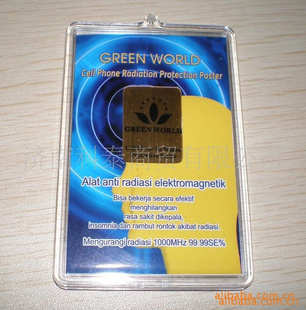 GREEN WORLD
Cell Phone Radiation Protection Poster
GREEN WORLD
Alat anti radiasi elektromagnetik
Bisa bekerja secara efektif
menghilangkan
rasa sakit dikepala,
insomnia dan rambut rontok akibat radiasi.
Mengurangi radiasi 1000MHz 99.99SE%
alibaba.com.cn